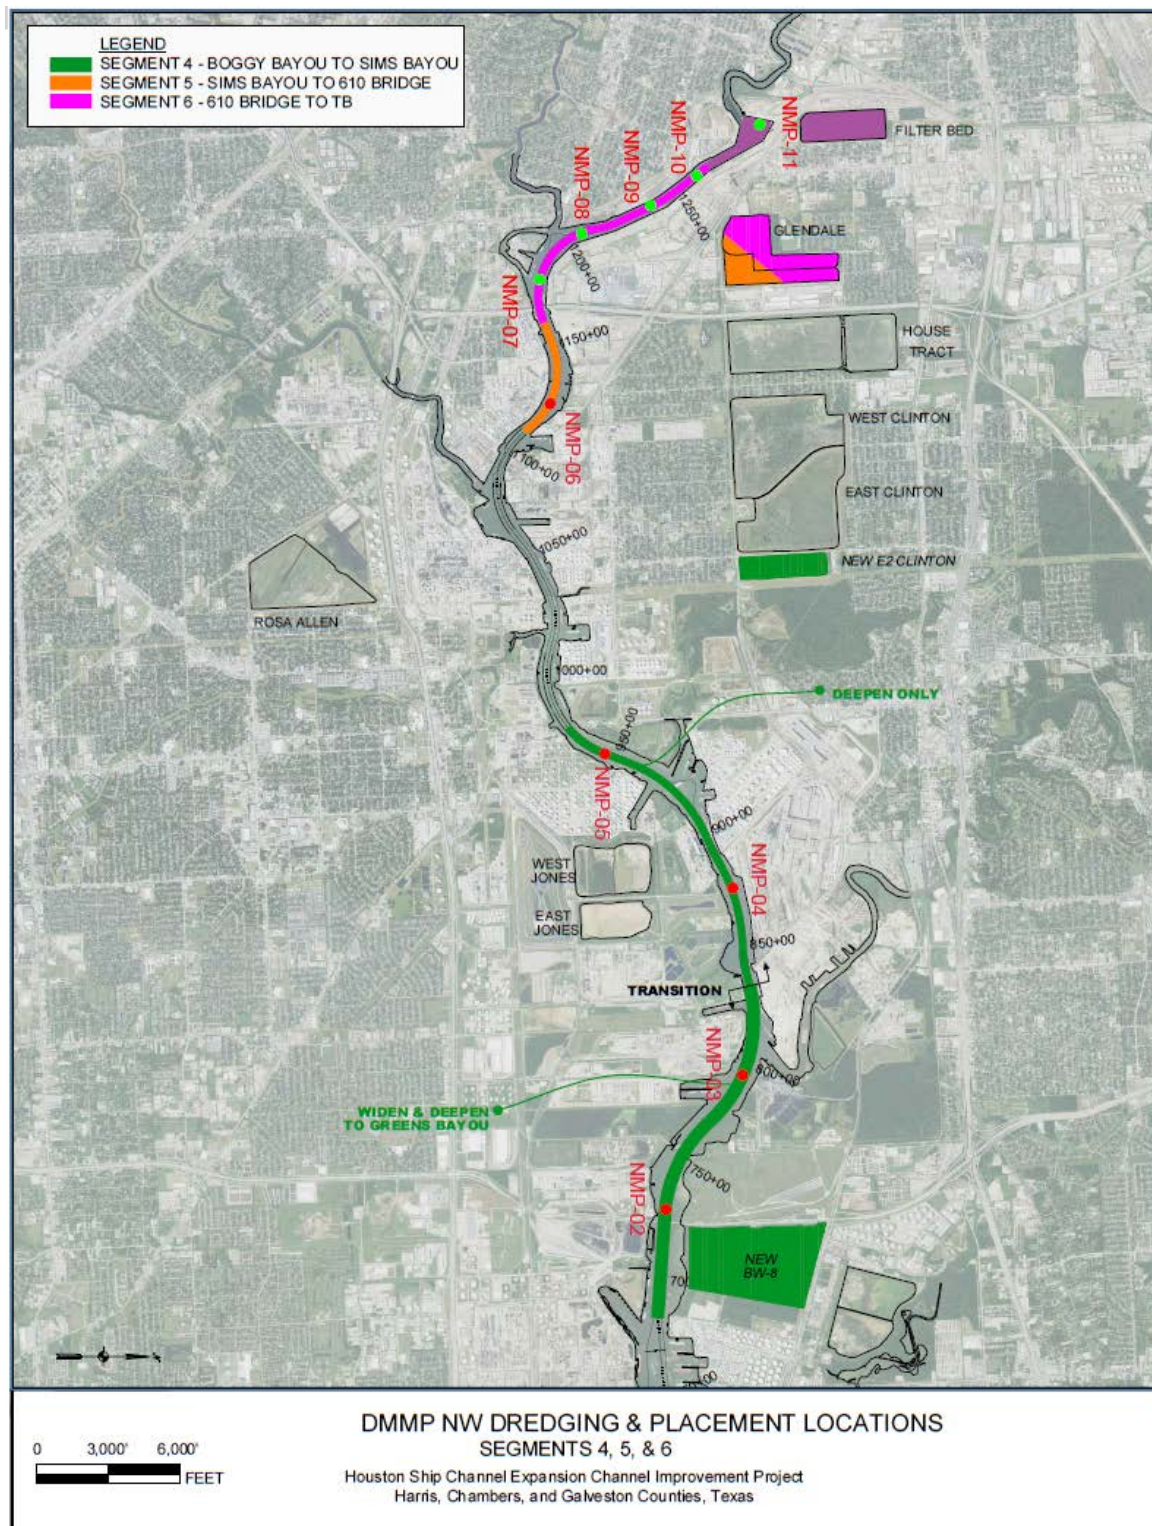 LEGEND
SEGMENT 4 - BOGGY BAYOU TO SIMS BAYOU
SEGMENT 5 - SIMS BAYOU TO 610 BRIDGE
SEGMENT 6 - 610 BRIDGE TO TB
NMP-11
FILTER BED
NMP-10
NMP-09
NMP-08
1250+00
GLENDALE
1200+00
NMP-07
1150+00
HOUSE
TRACT
NMP-06
WEST CLINTON
1100+00
EAST CLINTON
1050+00
NEW E2 CLINTON
ROSA ALLEN
1000+00
DEEPEN ONLY
950+00
NMP-05
900+00
WEST
JONES
NMP-04
EAST
JONES
850+00
TRANSITION
NMP-03
800+00
WIDEN & DEEPEN
TO GREENS BAYOU
750+00
NMP-02
NEW
BW-8
70
DMMP NW DREDGING & PLACEMENT LOCATIONS
SEGMENTS 4, 5, & 6
0 3,000' 6,000'
FEET
Houston Ship Channel Expansion Channel Improvement Project
Harris, Chambers, and Galveston Counties, Texas